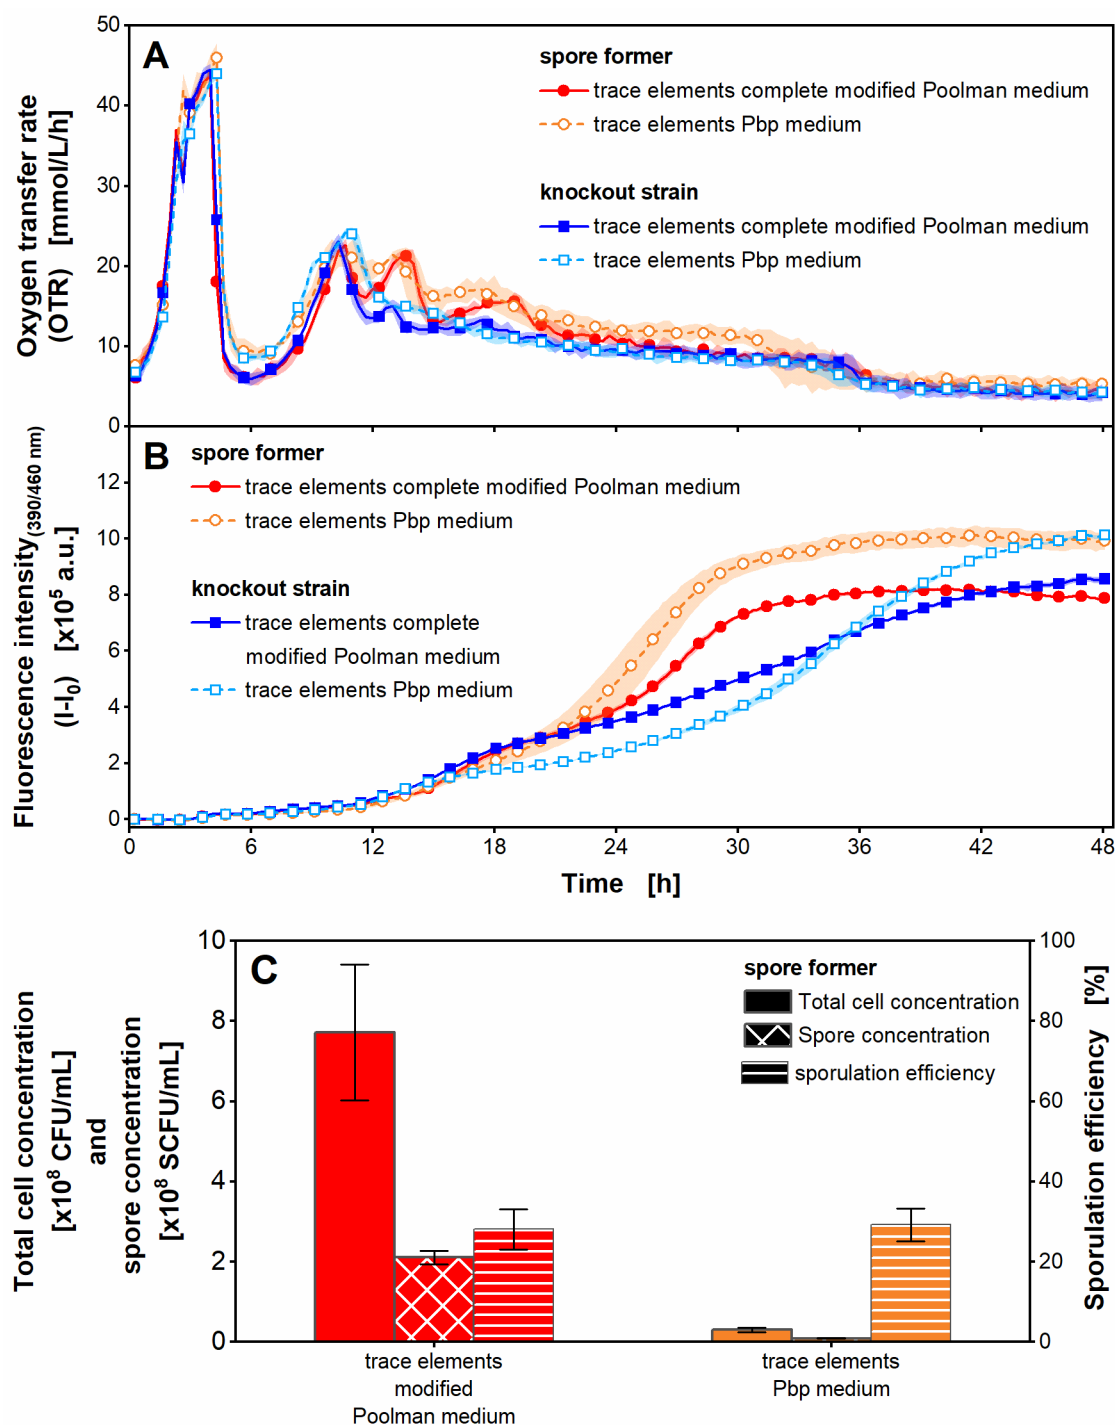 50
40
30
20
10
0
Oxygen transfer rate
(OTR) [mmol/L/h]
A
spore former
trace elements complete modified Poolman medium
trace elements Pbp medium
knockout strain
trace elements complete modified Poolman medium
trace elements Pbp medium
B
spore former
trace elements complete modified Poolman medium
trace elements Pbp medium
knockout strain
trace elements complete
modified Poolman medium
trace elements Pbp medium
12
10
8
6
4
2
0
Fluorescence intensity(390/460 nm)
(I-I0) [x10⁵ a.u.]
0 6 12 18 24 30 36 42 48
Time [h]
C
spore former
Total cell concentration
Spore concentration
sporulation efficiency
10
8
6
4
2
0
Total cell concentration
[x10⁸ CFU/mL]
and
spore concentration
[x10⁸ SCFU/mL]
100
80
60
40
20
0
Sporulation efficiency [%]
trace elements
modified
Poolman medium
trace elements
Pbp medium